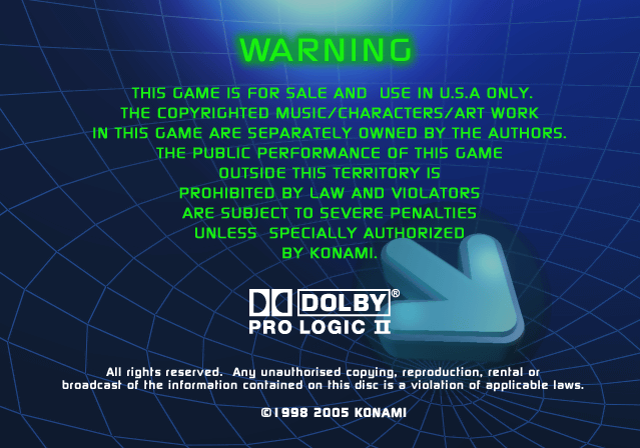 WARNING
THIS GAME IS FOR SALE AND USE IN U.S.A ONLY.
THE COPYRIGHTED MUSIC/CHARACTERS/ART WORK
IN THIS GAME ARE SEPARATELY OWNED BY THE AUTHORS.
THE PUBLIC PERFORMANCE OF THIS GAME
OUTSIDE THIS TERRITORY IS
PROHIBITED BY LAW AND VIOLATORS
ARE SUBJECT TO SEVERE PENALTIES
UNLESS SPECIALLY AUTHORIZED
BY KONAMI.
DOLBY®
PRO LOGIC II
All rights reserved. Any unauthorised copying, reproduction, rental or
broadcast of the information contained on this disc is a violation of applicable laws.
©1998 2005 KONAMI